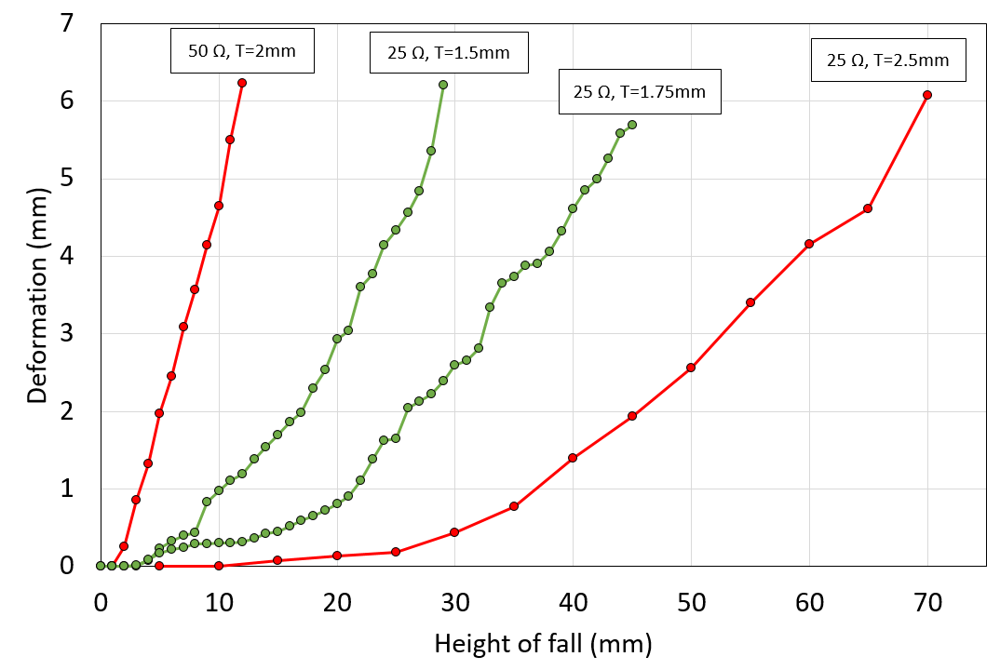 7
50 Ω, T=2mm
25 Ω, T=1.5mm
25 Ω, T=2.5mm
25 Ω, T=1.75mm
6
5
4
3
2
1
0
Deformation (mm)
0 10 20 30 40 50 60 70
Height of fall (mm)